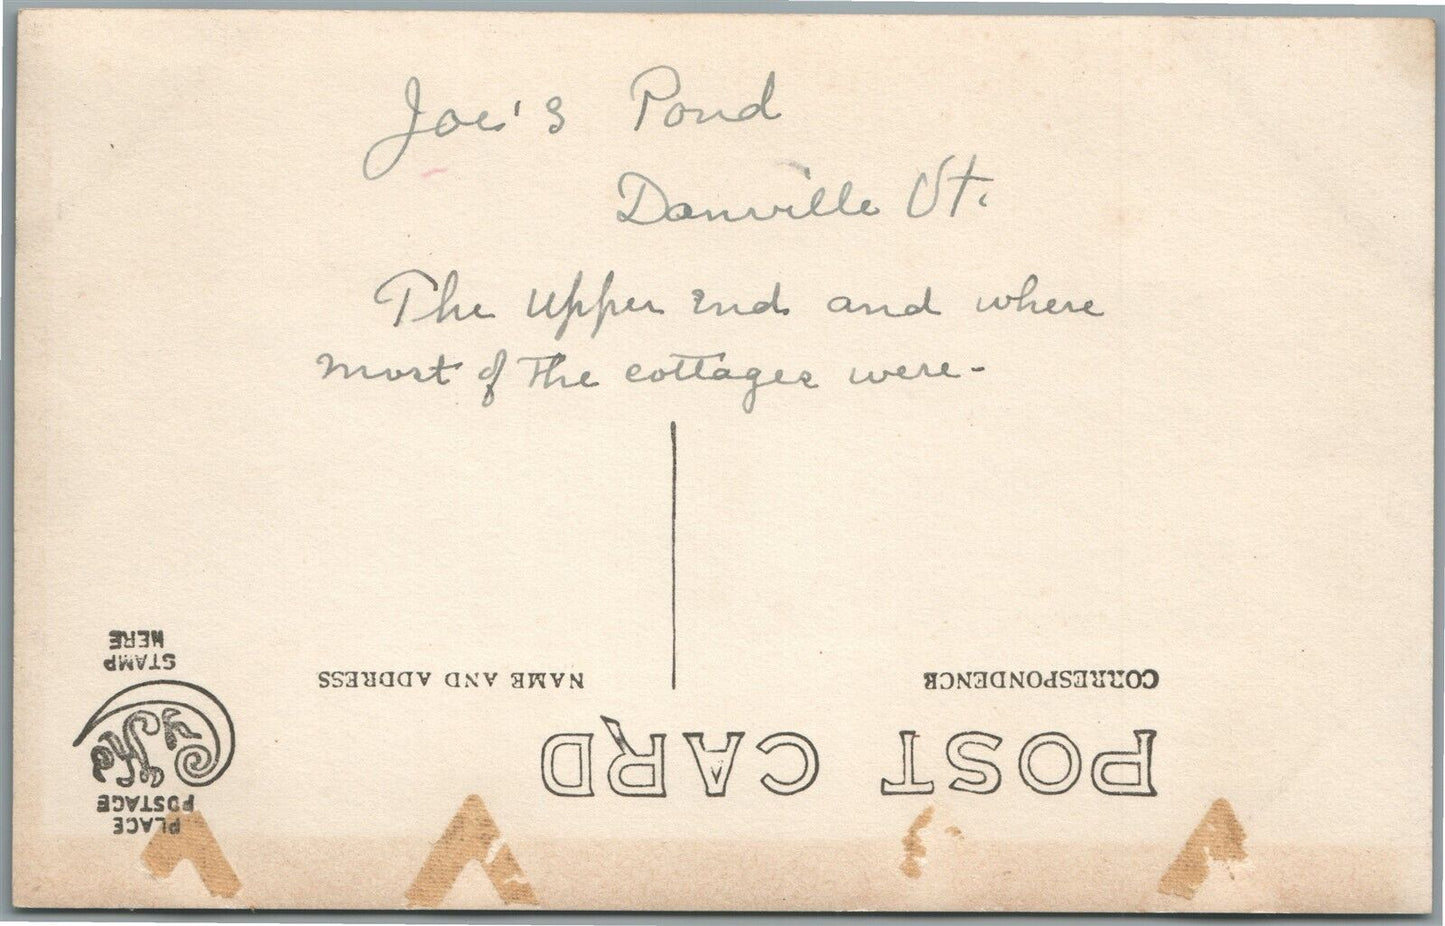 Joe's Pond
Danville Vt.
The upper end and where
most of the cottages were-
POST CARD
CORRESPONDENCE
NAME AND ADDRESS
PLACE
POSTAGE
STAMP
HERE